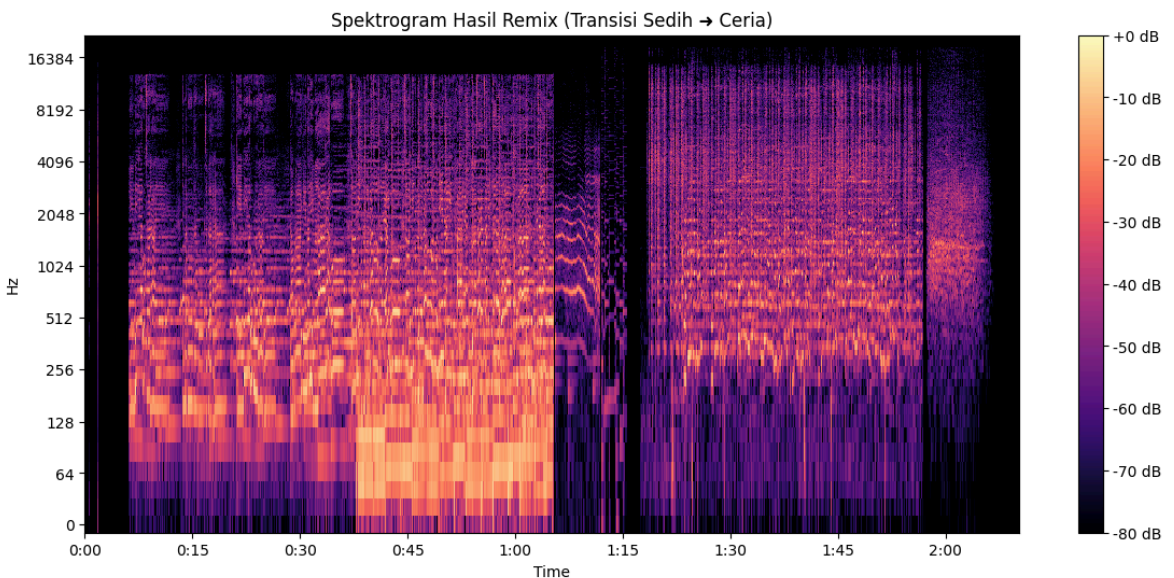 Spektrogram Hasil Remix (Transisi Sedih → Ceria)
Hz
16384
8192
4096
2048
1024
512
256
128
64
0
0:00
0:15
0:30
0:45
1:00
1:15
1:30
1:45
2:00
Time
+0 dB
-10 dB
-20 dB
-30 dB
-40 dB
-50 dB
-60 dB
-70 dB
-80 dB